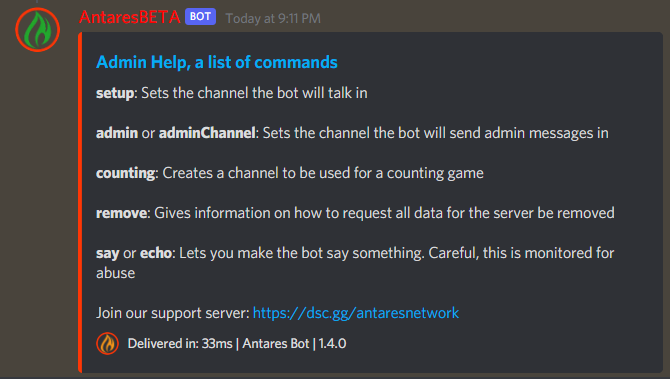 AntaresBETA BOT Today at 9:11 PM
Admin Help, a list of commands
setup: Sets the channel the bot will talk in
admin or adminChannel: Sets the channel the bot will send admin messages in
counting: Creates a channel to be used for a counting game
remove: Gives information on how to request all data for the server be removed
say or echo: Lets you make the bot say something. Careful, this is monitored for
abuse
Join our support server: https://dsc.gg/antaresnetwork
Delivered in: 33ms | Antares Bot | 1.4.0